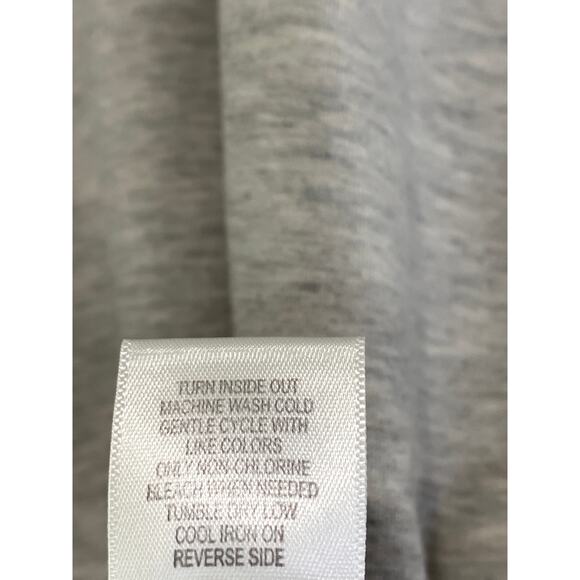 TURN INSIDE OUT
MACHINE WASH COLD
GENTLE CYCLE WITH
LIKE COLORS
ONLY NON-CHLORINE
BLEACH WHEN NEEDED
TUMBLE DRY LOW
COOL IRON ON
REVERSE SIDE